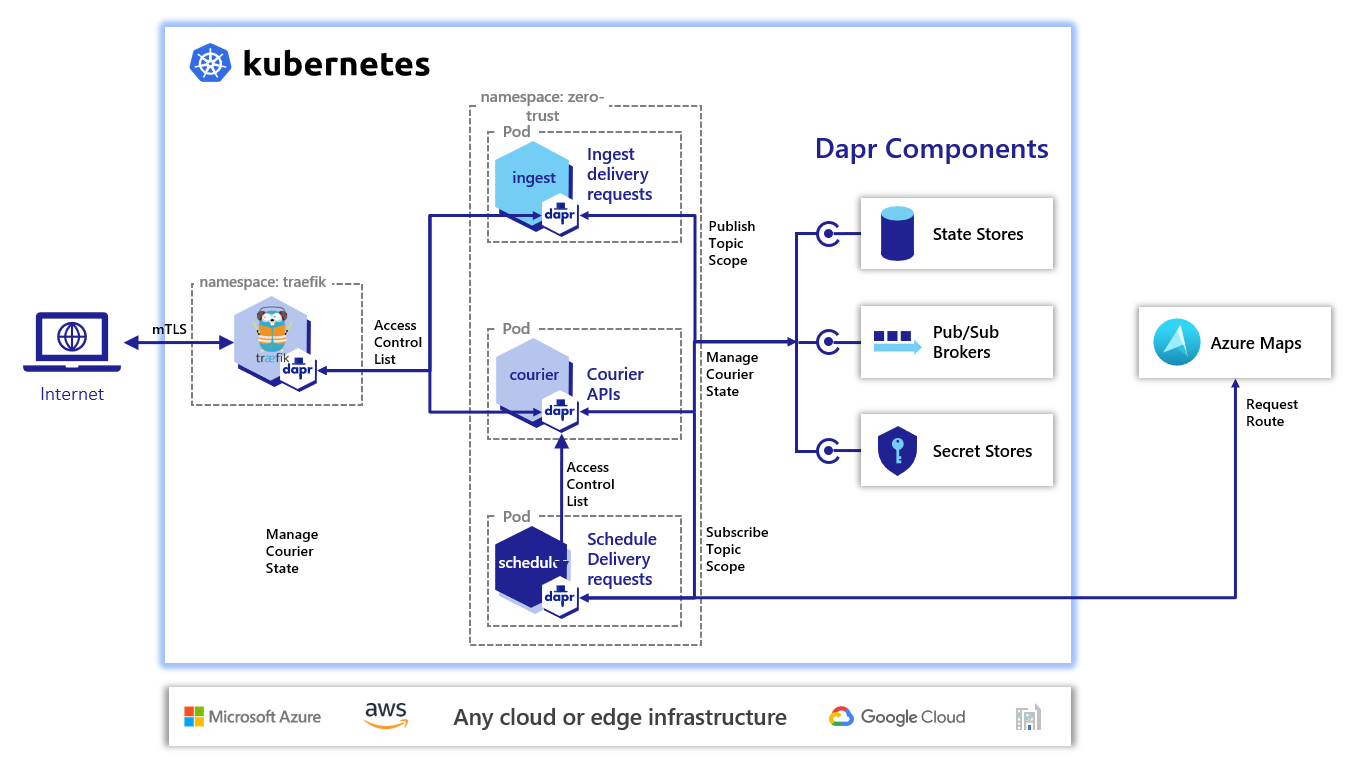 kubernetes
namespace: zero-
trust
Pod
ingest
dapr
Ingest
delivery
requests
Dapr Components
Publish
Topic
Scope
State Stores
namespace: traefik
træfik
dapr
mTLS
Internet
Access
Control
List
Pod
courier
dapr
Courier
APIs
Manage
Courier
State
Pub/Sub
Brokers
Azure Maps
Request
Route
Secret Stores
Access
Control
List
Manage
Courier
State
Pod
schedule
dapr
Schedule
Delivery
requests
Subscribe
Topic
Scope
Microsoft Azure
aws
Any cloud or edge infrastructure
Google Cloud